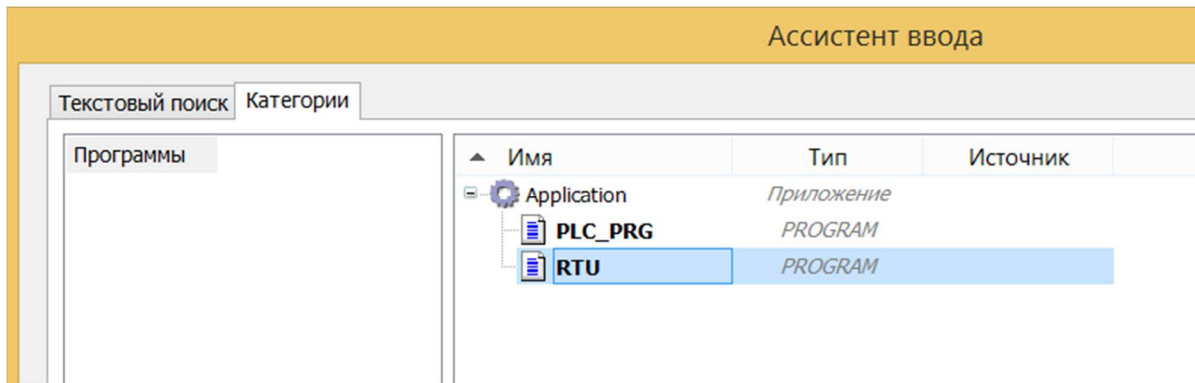 Ассистент ввода
Текстовый поиск Категории
Программы
Имя Тип Источник
Application Приложение
PLC_PRG PROGRAM
RTU PROGRAM